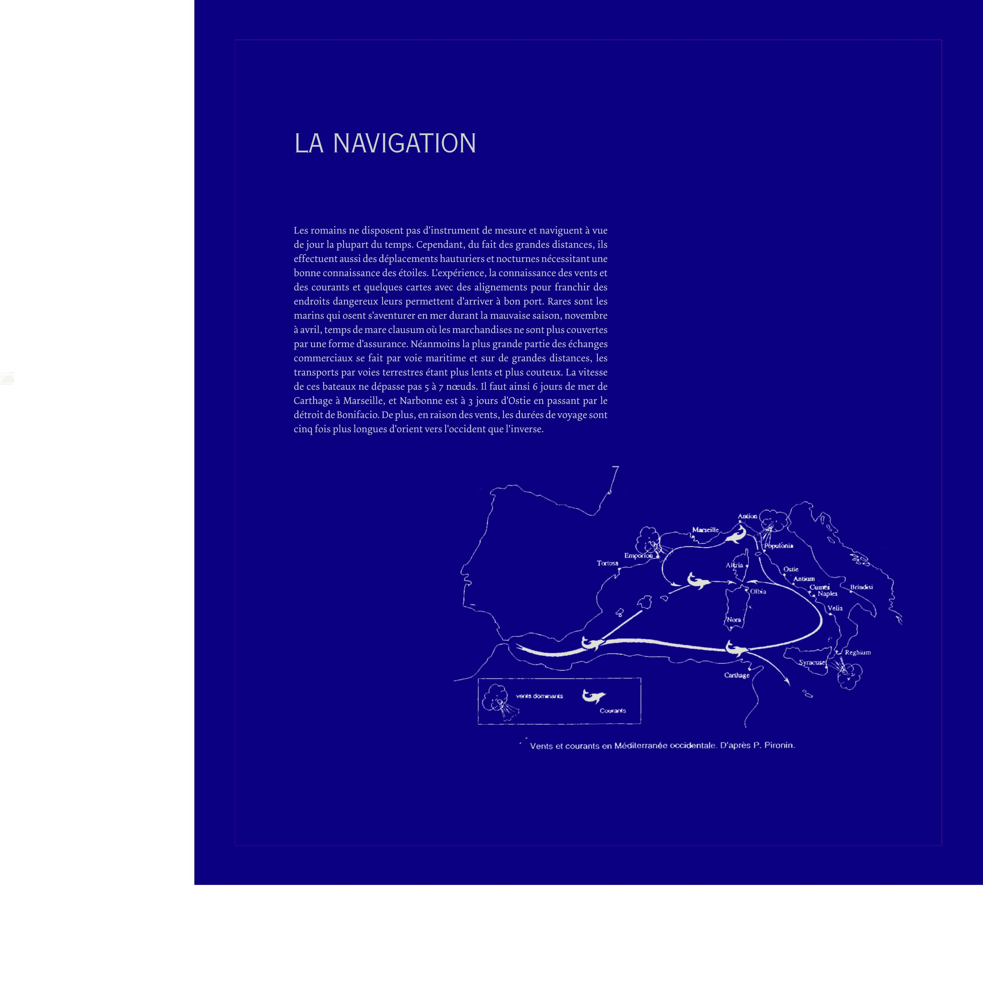 LA NAVIGATION
Les romains ne disposent pas d'instrument de mesure et naviguent à vue
de jour la plupart du temps. Cependant, du fait des grandes distances, ils
effectuent aussi des déplacements hauturiers et nocturnes nécessitant une
bonne connaissance des étoiles. L'expérience, la connaissance des vents et
des courants et quelques cartes avec des alignements pour franchir des
endroits dangereux leurs permettent d'arriver à bon port. Rares sont les
marins qui osent s'aventurer en mer durant la mauvaise saison, novembre
à avril, temps de mare clausum où les marchandises ne sont plus couvertes
par une forme d'assurance. Néanmoins la plus grande partie des échanges
commerciaux se fait par voie maritime et sur de grandes distances, les
transports par voies terrestres étant plus lents et plus couteux. La vitesse
de ces bateaux ne dépasse pas 5 à 7 nœuds. Il faut ainsi 6 jours de mer de
Carthage à Marseille, et Narbonne est à 3 jours d'Ostie en passant par le
détroit de Bonifacio. De plus, en raison des vents, les durées de voyage sont
cinq fois plus longues d'orient vers l'occident que l'inverse.
Antion
Marseille
Populonia
Emporion
Tortosa
Altria
Ostie
Antium
Cumes
Naples
Brindisi
Olbia
Velia
Nora
Reghium
Syracuse
Carthage
vents dominants
Courants
Vents et courants en Méditerranée occidentale. D'après P. Pironin.